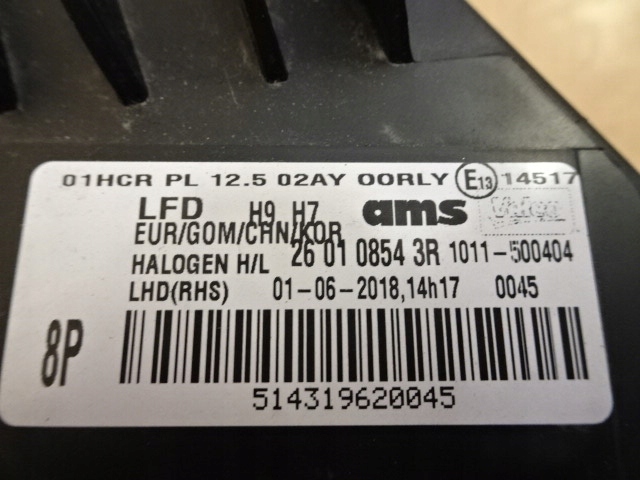 01HCR PL 12.5 02AY OORLY E13 14517
LFD H9 H7 ams Valeo
EUR/GOM/CHN/KOR
HALOGEN H/L 26 01 0854 3R 1011-500404
LHD(RHS) 01-06-2018,14h17 0045
8P
514319620045